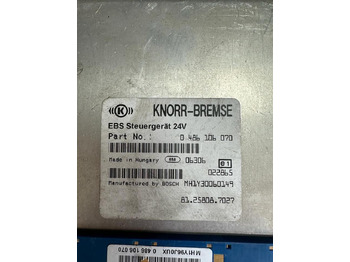 ((K)) KNORR-BREMSE
EBS Steuergerät 24V
Part No.: 0 486 106 070
Made in Hungary 06306 01
022865
Manufactured by BOSCH MH1Y30060149
81.25808.7027
MH1Y96J0UX
0 486 106 070